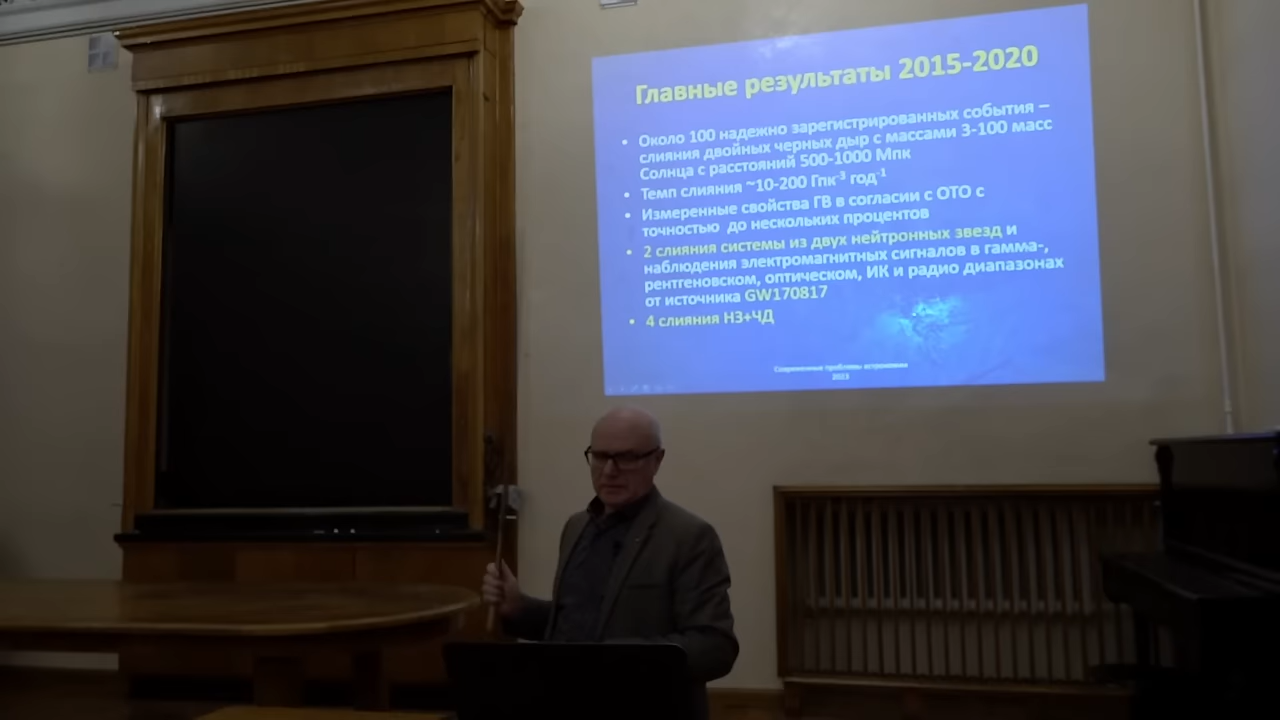 Главные результаты 2015-2020
• Около 100 надежно зарегистрированных события –
слияния двойных черных дыр с массами 3-100 масс
Солнца с расстояний 500-1000 Мпк
• Темп слияния ~10-200 Гпк⁻³ год⁻¹
• Измеренные свойства ГВ в согласии с ОТО с
точностью до нескольких процентов
• 2 слияния системы из двух нейтронных звезд и
наблюдения электромагнитных сигналов в гамма-,
рентгеновском, оптическом, ИК и радио диапазонах
от источника GW170817
• 4 слияния НЗ+ЧД
Современные проблемы астрономии
2023